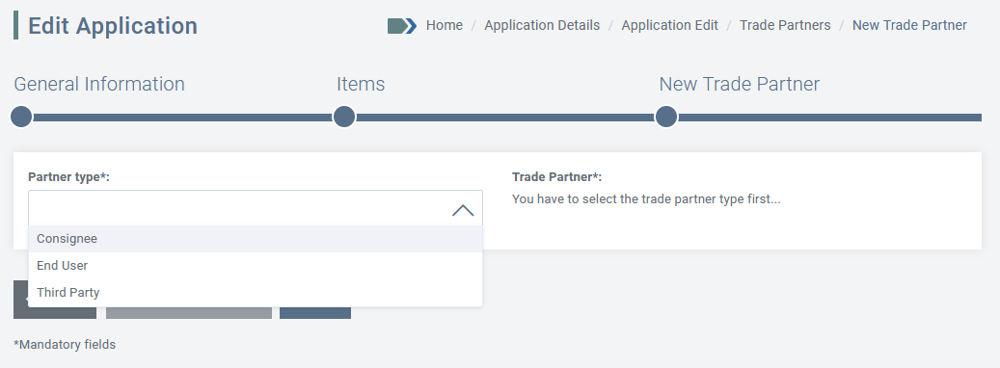 Edit Application
Home / Application Details / Application Edit / Trade Partners / New Trade Partner
General Information
Items
New Trade Partner
Partner type*:
Trade Partner*:
You have to select the trade partner type first...
Consignee
End User
Third Party
*Mandatory fields